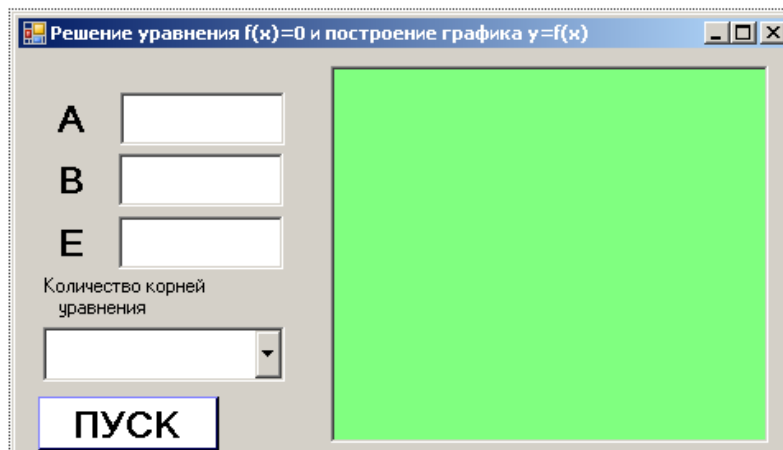 Решение уравнения f(x)=0 и построение графика y=f(x)
A
B
E
Количество корней
уравнения
ПУСК